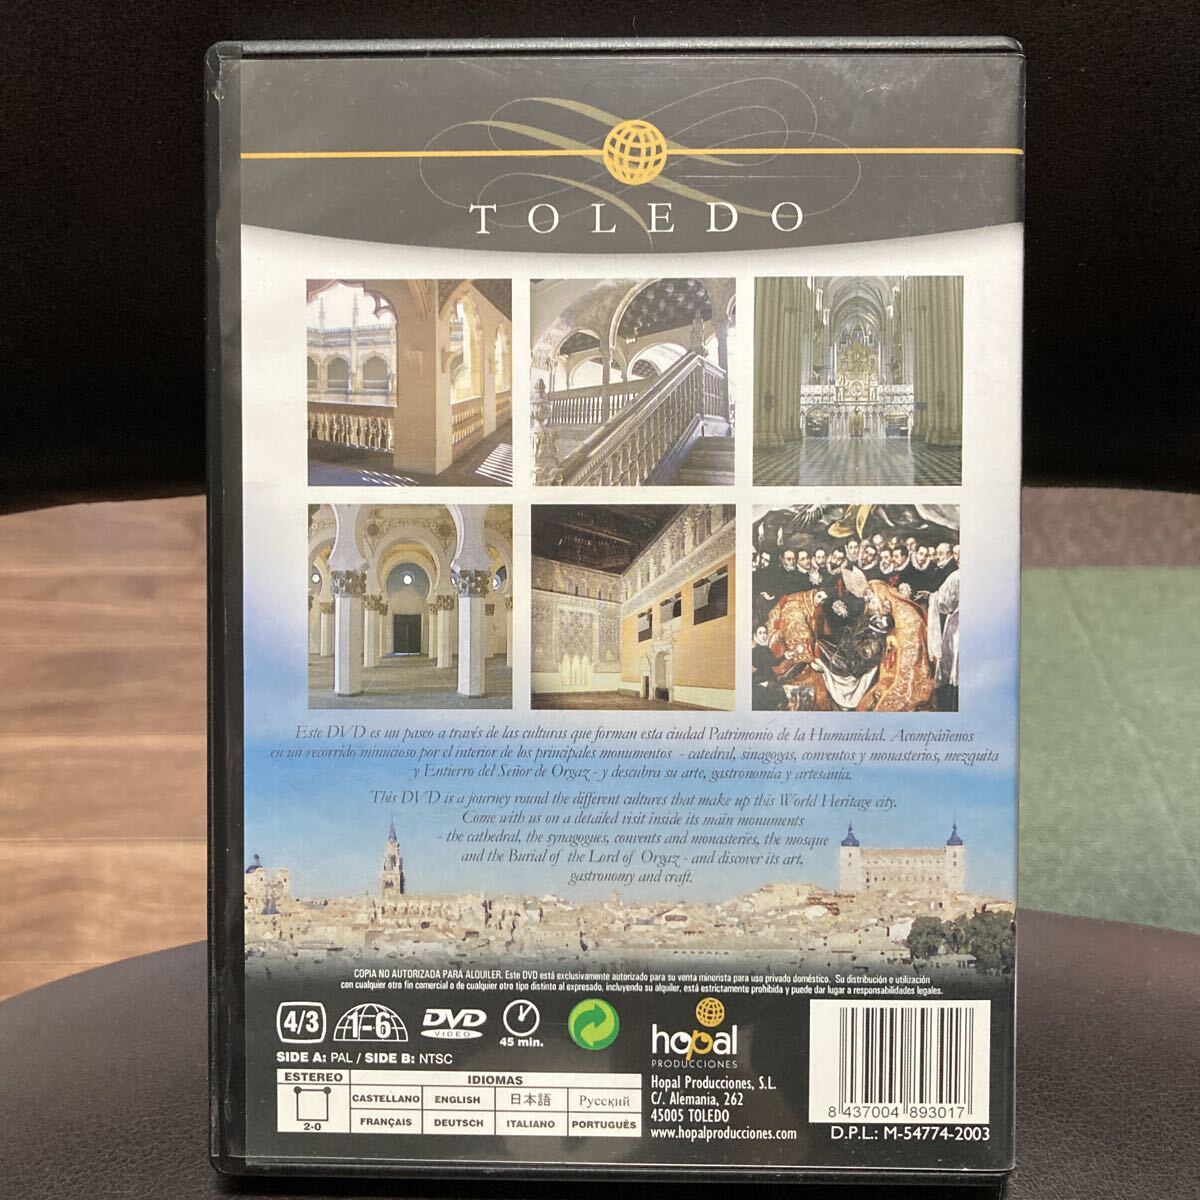 TOLEDO
Este DVD es un paseo a través de las culturas que forman esta ciudad Patrimonio de la Humanidad. Acompáñenos
en un recorrido minucioso por el interior de los principales monumentos - catedral, sinagogas, conventos y monasterios, mezquita
y Entierro del Señor de Orgaz - y descubra su arte, gastronomía y artesanía.
This DVD is a journey round the different cultures that make up this World Heritage city.
Come with us on a detailed visit inside its main monuments
- the cathedral, the synagogues, convents and monasteries, the mosque
and the Burial of the Lord of Orgaz - and discover its art,
gastronomy and craft.
COPIA NO AUTORIZADA PARA ALQUILER. Este DVD está exclusivamente autorizado para su venta minorista para uso privado doméstico. Su distribución o utilización
con cualquier otro fin comercial o de cualquier otro tipo distinto al expresado, incluyendo su alquiler, está estrictamente prohibida y puede dar lugar a responsabilidades legales.
4/3 1-6 DVD VIDEO 45 min.
SIDE A: PAL / SIDE B: NTSC
ESTEREO
2-0
IDIOMAS
CASTELLANO ENGLISH 日本語 Русский
FRANÇAIS DEUTSCH ITALIANO PORTUGUÊS
hopal
PRODUCCIONES
Hopal Producciones, S.L.
C/. Alemania, 262
45005 TOLEDO
www.hopalproducciones.com
8 437004 893017
D.P.L.: M-54774-2003